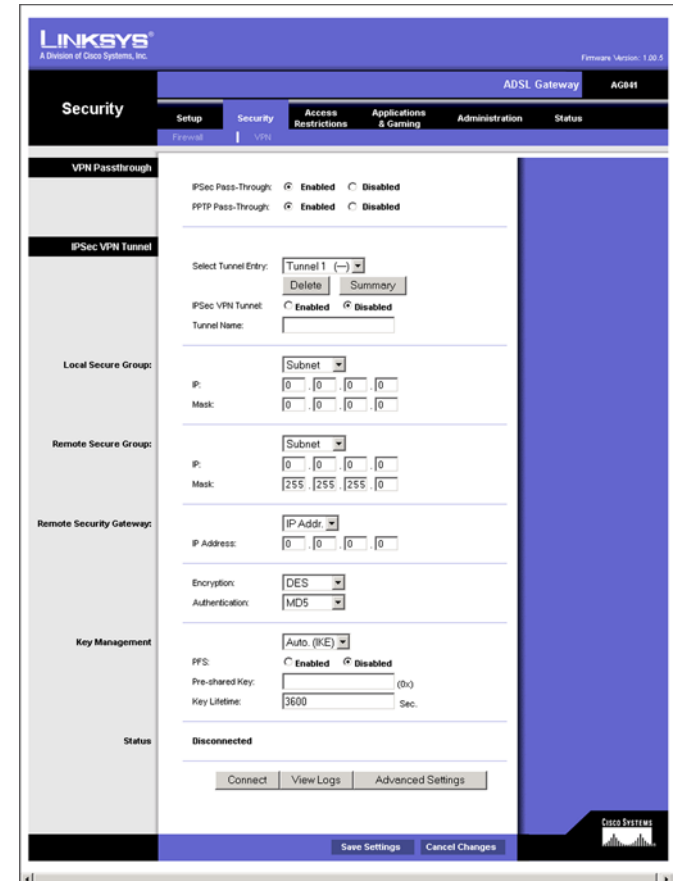 LINKSYS®
A Division of Cisco Systems, Inc.
Firmware Version: 1.00.5
ADSL Gateway AG041
Security
Setup Security Access Restrictions Applications & Gaming Administration Status
Firewall VPN
VPN Passthrough
IPSec Pass-Through: Enabled Disabled
PPTP Pass-Through: Enabled Disabled
IPSec VPN Tunnel
Select Tunnel Entry: Tunnel 1 (---)
Delete Summary
IPSec VPN Tunnel: Enabled Disabled
Tunnel Name:
Local Secure Group: Subnet
IP: 0 . 0 . 0 . 0
Mask: 0 . 0 . 0 . 0
Remote Secure Group: Subnet
IP: 0 . 0 . 0 . 0
Mask: 255 . 255 . 255 . 0
Remote Security Gateway: IP Addr.
IP Address: 0 . 0 . 0 . 0
Encryption: DES
Authentication: MD5
Key Management Auto. (IKE)
PFS: Enabled Disabled
Pre-shared Key: (0x)
Key Lifetime: 3600 Sec.
Status Disconnected
Connect View Logs Advanced Settings
CISCO SYSTEMS
Save Settings Cancel Changes